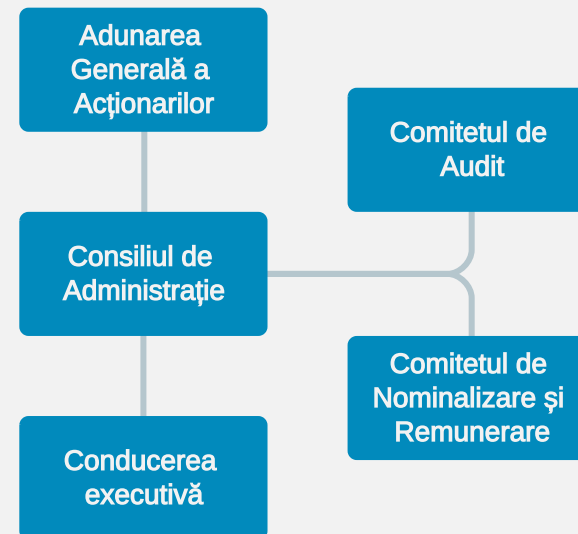 Adunarea
Generală a
Acționarilor
Comitetul de
Audit
Consiliul de
Administrație
Comitetul de
Nominalizare și
Remunerare
Conducerea
executivă